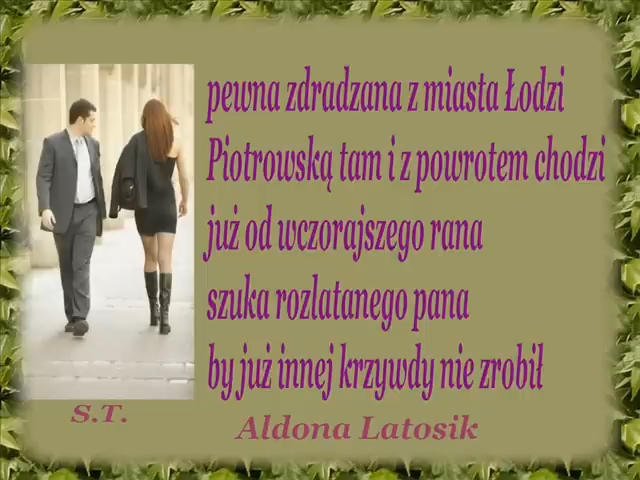 pewna zdradzana z miasta Łodzi
Piotrowską tam i z powrotem chodzi
już od wczorajszego rana
szuka rozlatanego pana
by już innej krzywdy nie zrobił
S.T.
Aldona Latosik